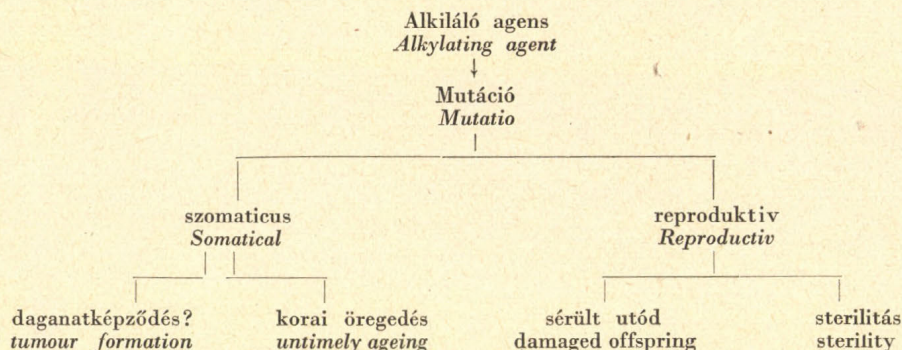 Alkiláló agens
Alkylating agent
Mutáció
Mutatio
szomaticus
Somatical
reproduktiv
Reproductiv
daganatképződés?
tumour formation
korai öregedés
untimely ageing
sérült utód
damaged offspring
sterilitás
sterility